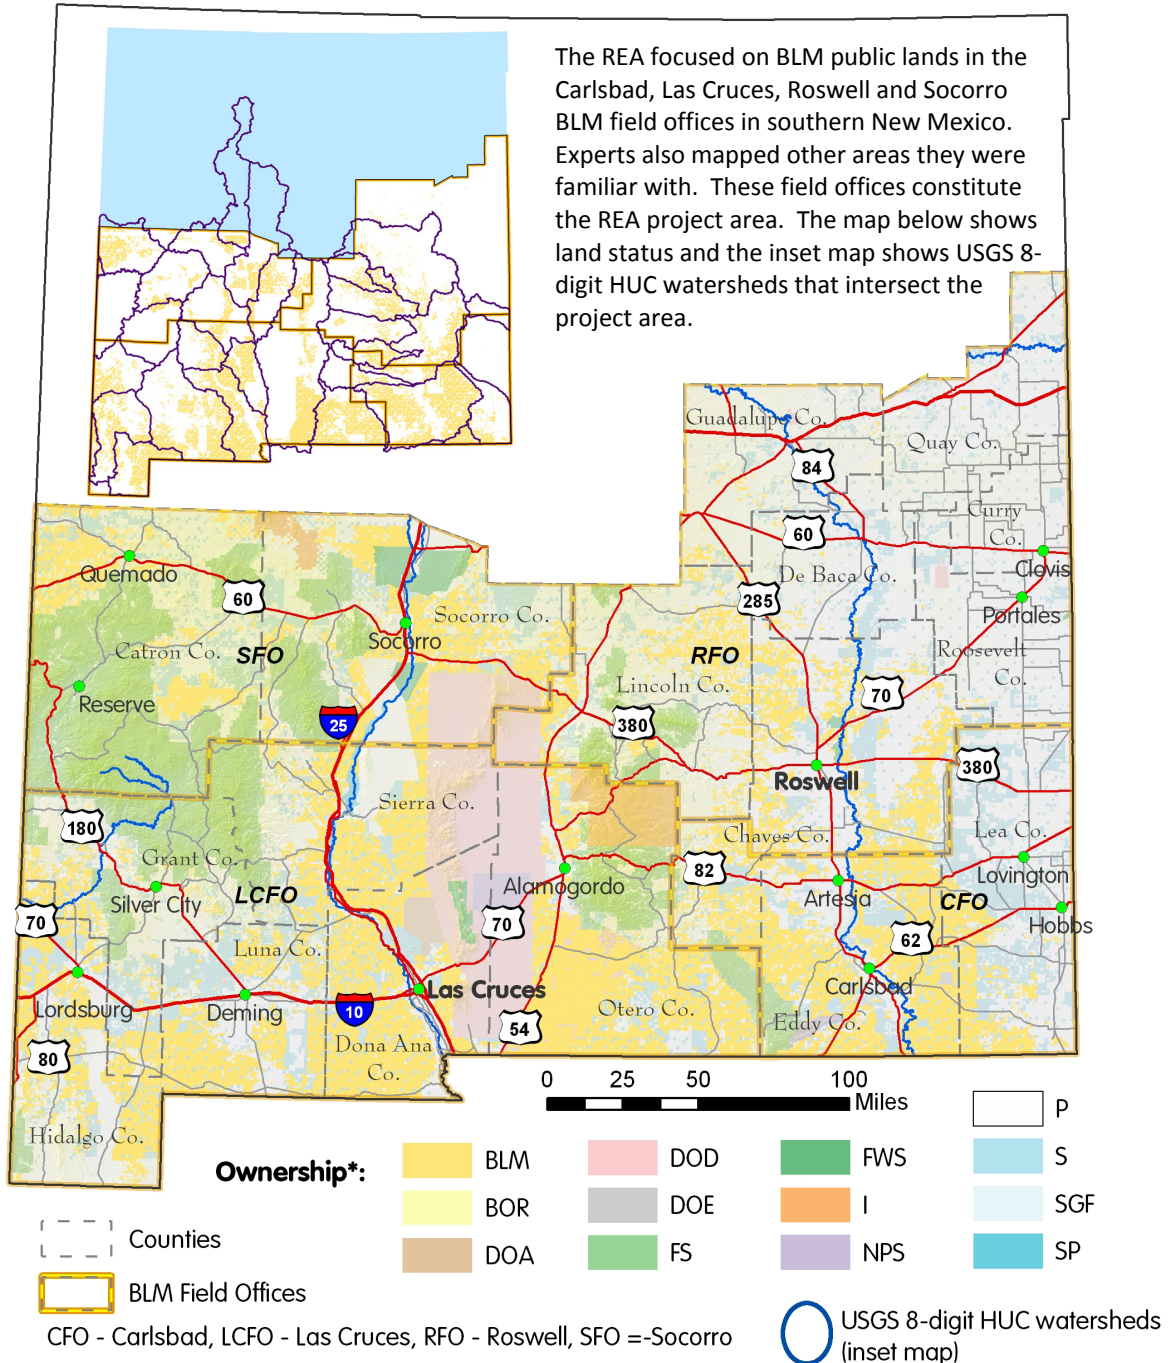 The REA focused on BLM public lands in the
Carlsbad, Las Cruces, Roswell and Socorro
BLM field offices in southern New Mexico.
Experts also mapped other areas they were
familiar with.  These field offices constitute
the REA project area.  The map below shows
land status and the inset map shows USGS 8-
digit HUC watersheds that intersect the
project area.
Guadalupe Co.
Quay Co.
84
Curry
Co.
60
Clovis
Quemado
De Baca Co.
60
285
Portales
Socorro Co.
Socorro
Catron Co.
SFO
RFO
Roosevelt
Co.
Lincoln Co.
Reserve
70
25
380
380
Roswell
Sierra Co.
180
Chaves Co.
Lea Co.
Grant Co.
82
Lovington
Alamogordo
Silver City
LCFO
Artesia
CFO
70
70
Hobbs
Luna Co.
62
Carlsbad
Las Cruces
Lordsburg
Deming
10
Otero Co.
54
Eddy Co.
80
Dona Ana
Co.
0 25 50 100
Miles
Hidalgo Co.
Ownership*:
BLM
BOR
DOA
DOD
DOE
FS
FWS
I
NPS
P
S
SGF
SP
Counties
BLM Field Offices
CFO - Carlsbad, LCFO - Las Cruces, RFO - Roswell, SFO =-Socorro
USGS 8-digit HUC watersheds
(inset map)